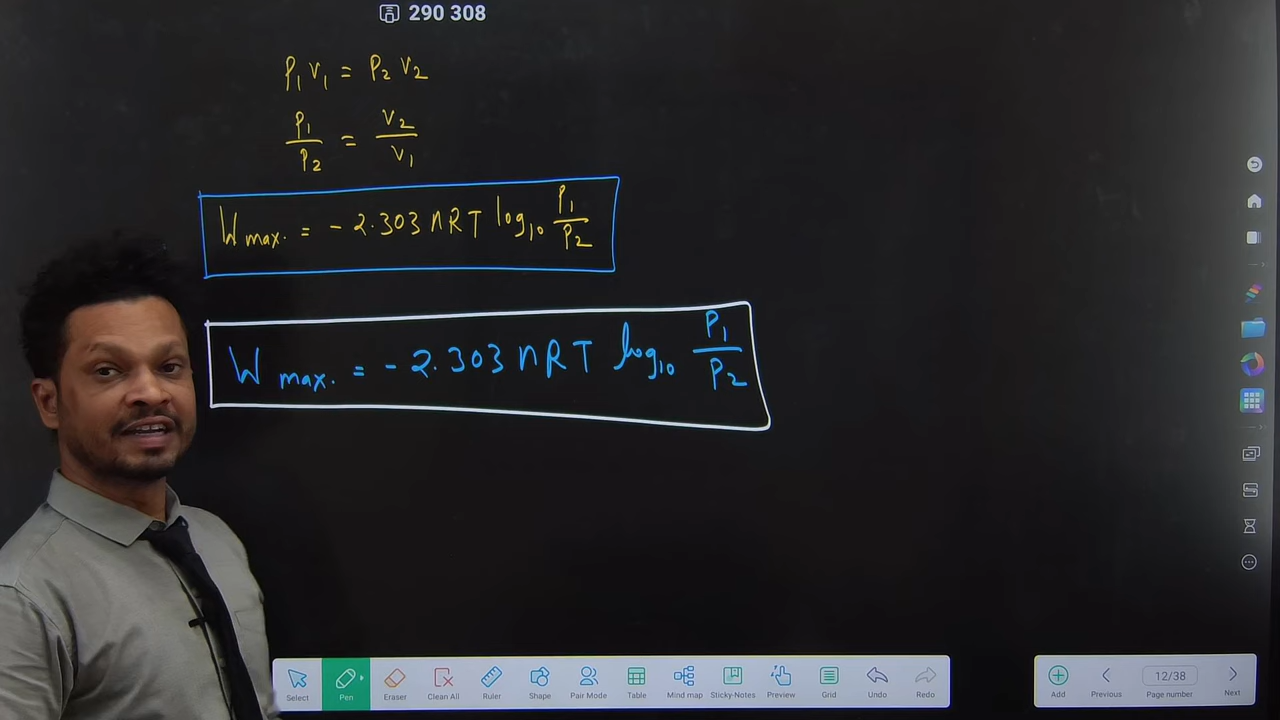 290 308
P₁ V₁ = P₂ V₂
P₁/P₂ = V₂/V₁
W max. = - 2.303 nRT log₁₀ P₁/P₂
W max. = - 2.303 nRT log₁₀ P₁/P₂
Select Pen Eraser Clean All Ruler Shape Pair Mode Table Mind map Sticky-Notes Preview Grid Undo Redo
Add Previous 12/38 Page number Next